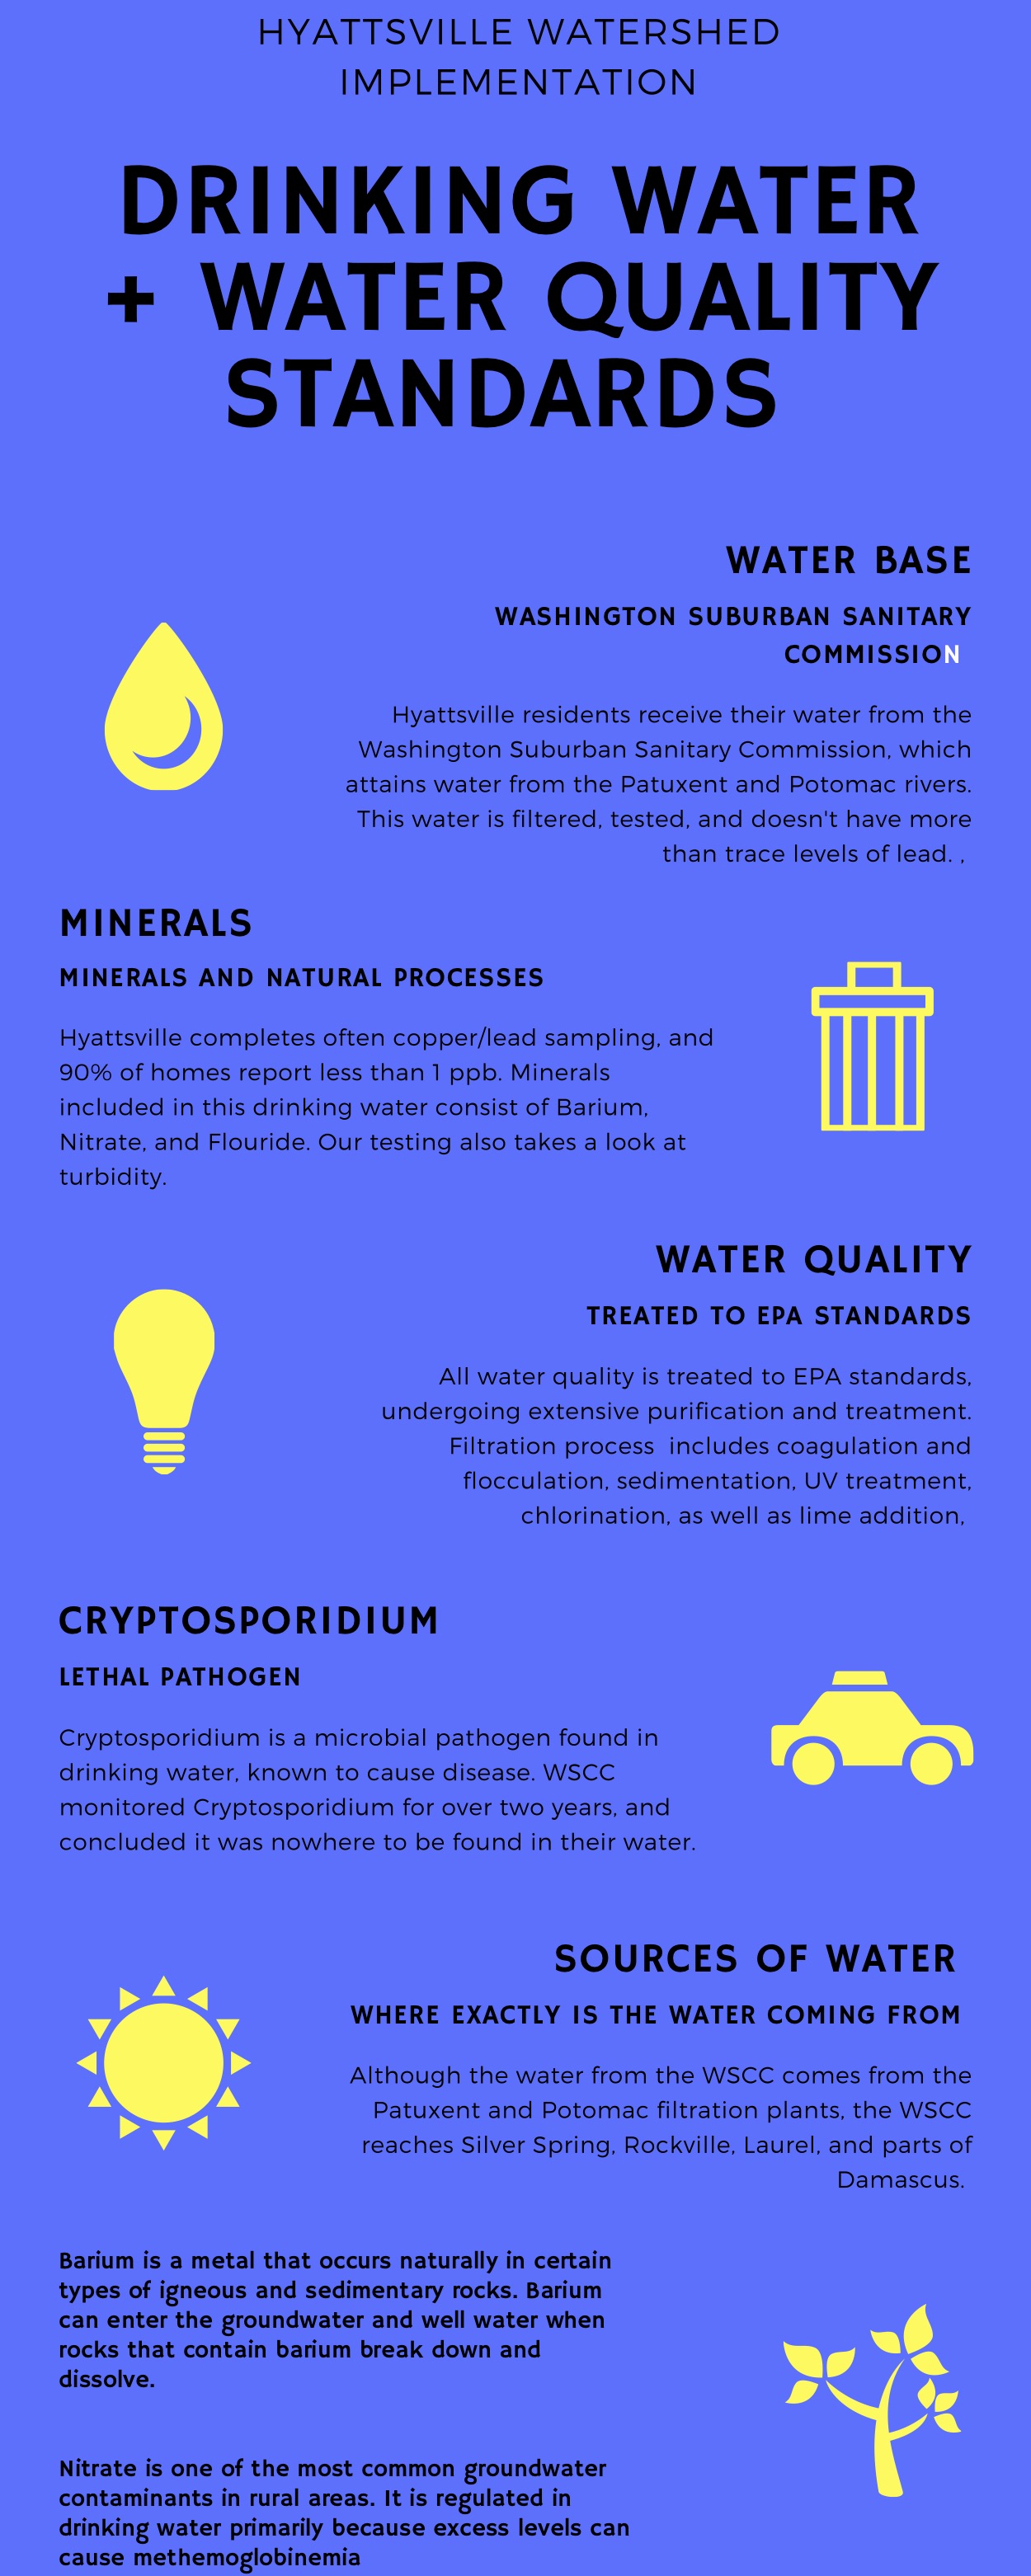 HYATTSVILLE WATERSHED
IMPLEMENTATION
DRINKING WATER
+ WATER QUALITY
STANDARDS
WATER BASE
WASHINGTON SUBURBAN SANITARY
COMMISSION
Hyattsville residents receive their water from the
Washington Suburban Sanitary Commission, which
attains water from the Patuxent and Potomac rivers.
This water is filtered, tested, and doesn't have more
than trace levels of lead. ,
MINERALS
MINERALS AND NATURAL PROCESSES
Hyattsville completes often copper/lead sampling, and
90% of homes report less than 1 ppb. Minerals
included in this drinking water consist of Barium,
Nitrate, and Flouride. Our testing also takes a look at
turbidity.
WATER QUALITY
TREATED TO EPA STANDARDS
All water quality is treated to EPA standards,
undergoing extensive purification and treatment.
Filtration process  includes coagulation and
flocculation, sedimentation, UV treatment,
chlorination, as well as lime addition,
CRYPTOSPORIDIUM
LETHAL PATHOGEN
Cryptosporidium is a microbial pathogen found in
drinking water, known to cause disease. WSCC
monitored Cryptosporidium for over two years, and
concluded it was nowhere to be found in their water.
SOURCES OF WATER
WHERE EXACTLY IS THE WATER COMING FROM
Although the water from the WSCC comes from the
Patuxent and Potomac filtration plants, the WSCC
reaches Silver Spring, Rockville, Laurel, and parts of
Damascus.
Barium is a metal that occurs naturally in certain
types of igneous and sedimentary rocks. Barium
can enter the groundwater and well water when
rocks that contain barium break down and
dissolve.
Nitrate is one of the most common groundwater
contaminants in rural areas. It is regulated in
drinking water primarily because excess levels can
cause methemoglobinemia